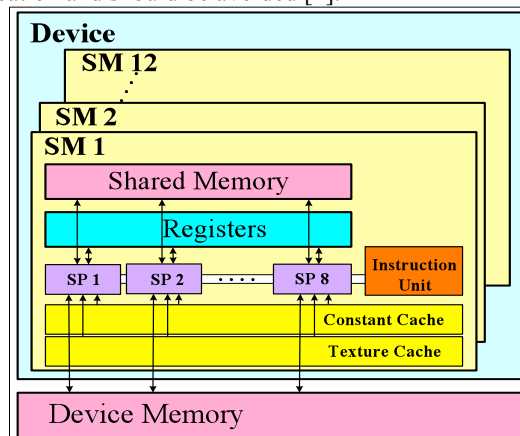 Device
SM 12
SM 2
SM 1
Shared Memory
Registers
SP 1
SP 2
SP 8
Instruction
Unit
Constant Cache
Texture Cache
Device Memory